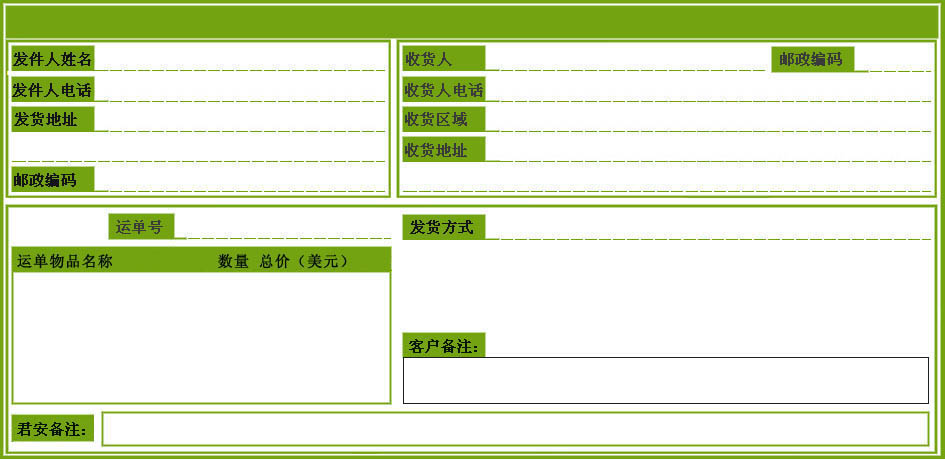 发件人姓名
发件人电话
发货地址
邮政编码
收货人 邮政编码
收货人电话
收货区域
收货地址
运单号
运单物品名称 数量 总价（美元）
发货方式
客户备注：
君安备注：